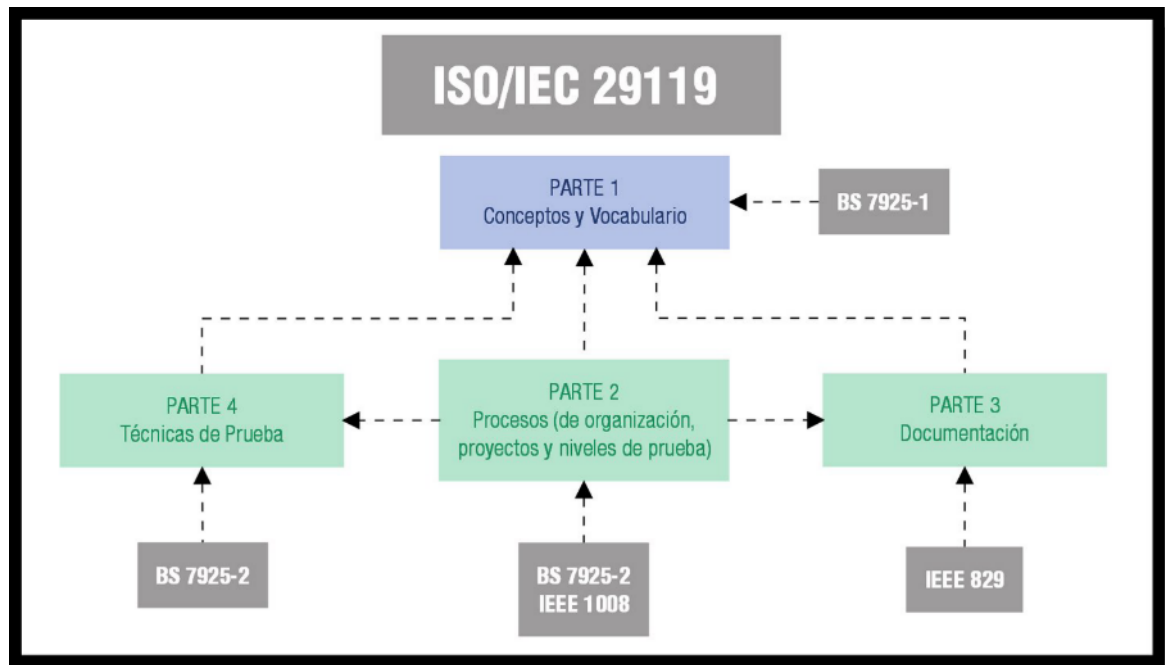 ISO/IEC 29119
PARTE 1
Conceptos y Vocabulario
BS 7925-1
PARTE 4
Técnicas de Prueba
PARTE 2
Procesos (de organización,
proyectos y niveles de prueba)
PARTE 3
Documentación
BS 7925-2
BS 7925-2
IEEE 1008
IEEE 829